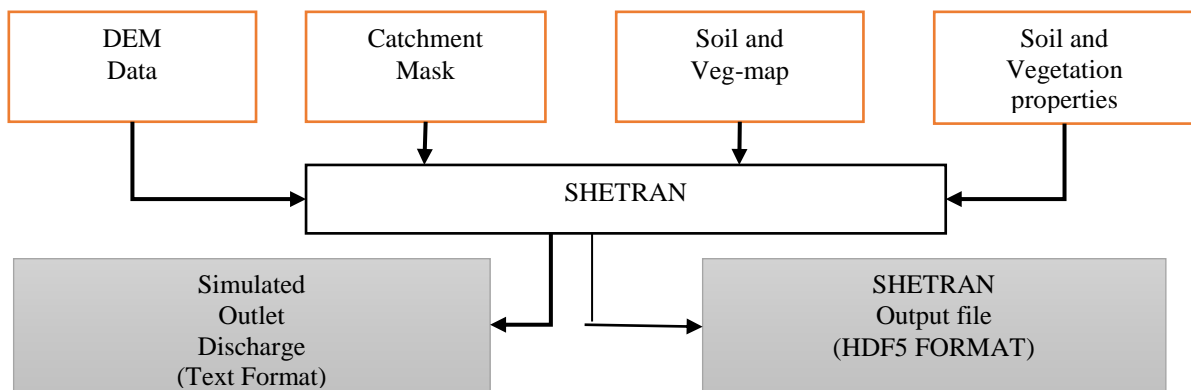 DEM
Data
Catchment
Mask
Soil and
Veg-map
Soil and
Vegetation
properties
SHETRAN
Simulated
Outlet
Discharge
(Text Format)
SHETRAN
Output file
(HDF5 FORMAT)